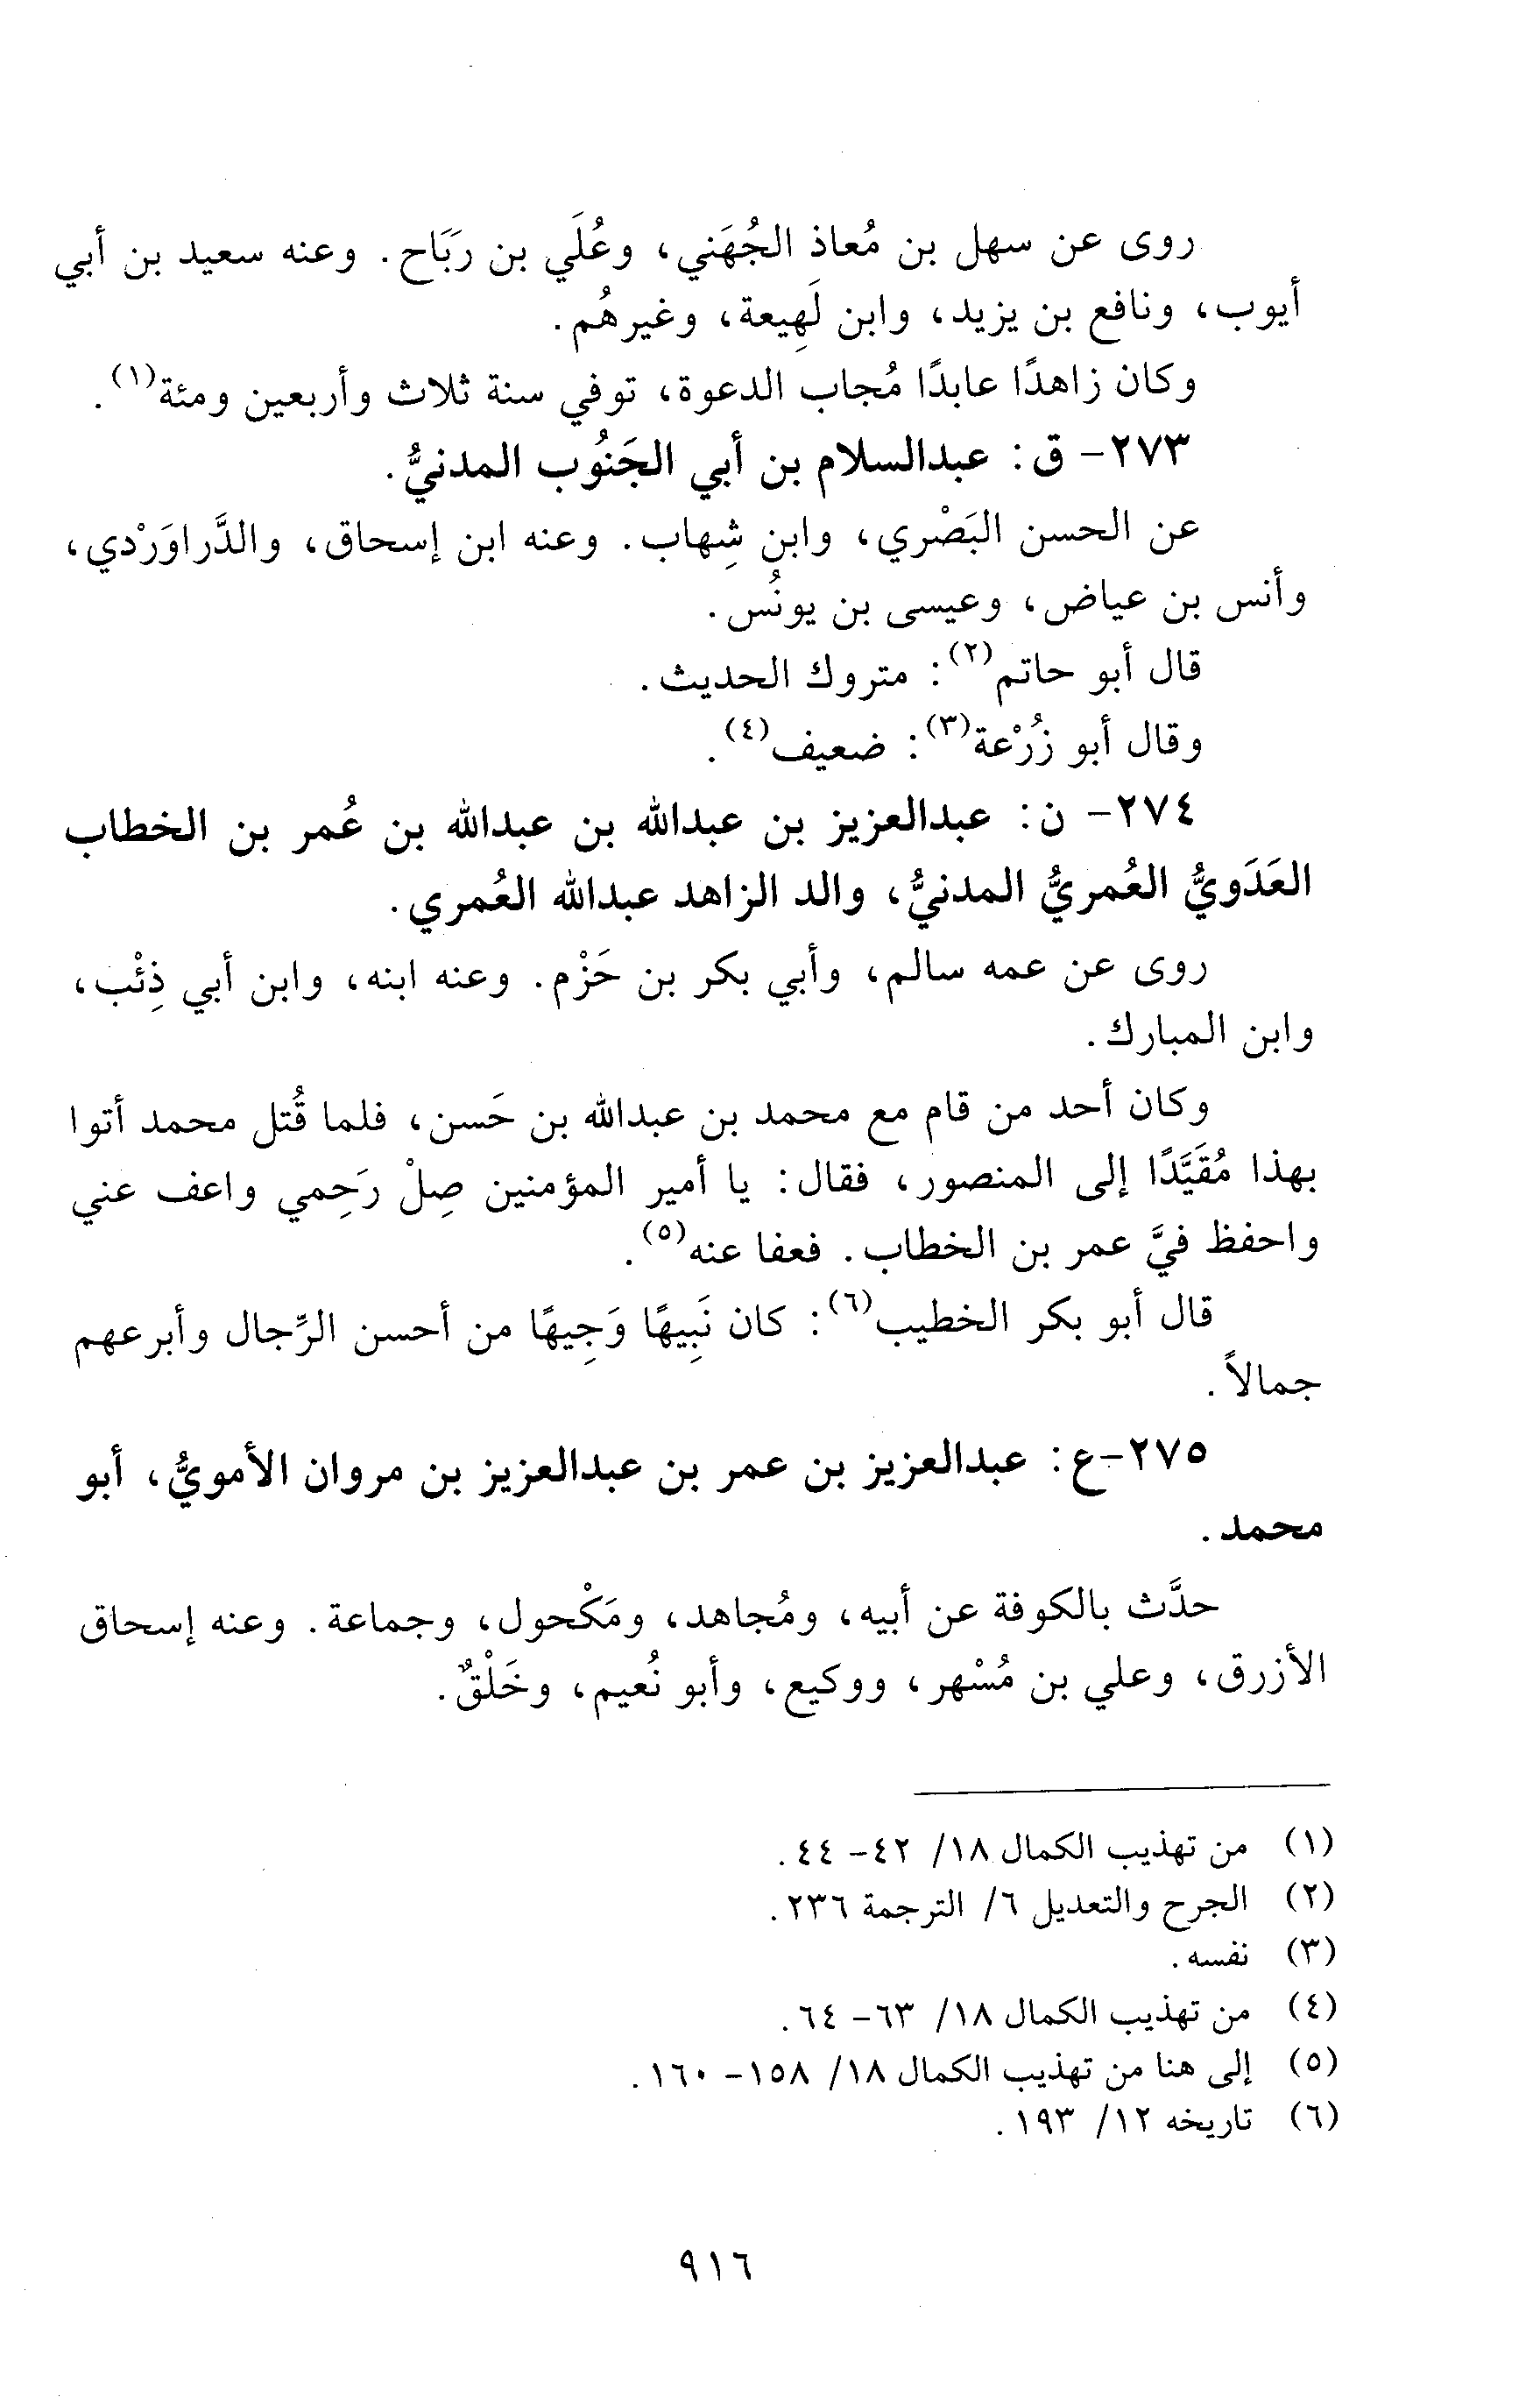 روى عن سهل بن مُعاذ الجُهَني، وعُلَي بن رَبَاح. وعنه سعيد بن أبي
أيوب، ونافع بن يزيد، وابن لَهِيعة، وغيرهُم.
وكان زاهدًا عابدًا مُجاب الدعوة، توفي سنة ثلاث وأربعين ومئة(١).
٢٧٣- ق: عبدالسلام بن أبي الجَنُوب المدنيُّ.
عن الحسن البَصْري، وابن شِهاب. وعنه ابن إسحاق، والدَّراوَرْدي،
وأنس بن عياض، وعيسى بن يونُس.
قال أبو حاتم(٢): متروك الحديث.
وقال أبو زُرْعة(٣): ضعيف(٤).
٢٧٤- ن: عبدالعزيز بن عبدالله بن عبدالله بن عُمر بن الخطاب
العَدَويُّ العُمريُّ المدنيُّ، والد الزاهد عبدالله العُمري.
روى عن عمه سالم، وأبي بكر بن حَزْم. وعنه ابنه، وابن أبي ذِئْب،
وابن المبارك.
وكان أحد من قام مع محمد بن عبدالله بن حَسن، فلما قُتل محمد أتوا
بهذا مُقَيَّدًا إلى المنصور، فقال: يا أمير المؤمنين صِلْ رَحِمي واعف عني
واحفظ فيَّ عمر بن الخطاب. فعفا عنه(٥).
قال أبو بكر الخطيب(٦): كان نَبِيهًا وَجِيهًا من أحسن الرِّجال وأبرعهم
جمالاً.
٢٧٥-ع: عبدالعزيز بن عمر بن عبدالعزيز بن مروان الأمويُّ، أبو
محمد.
حدَّث بالكوفة عن أبيه، ومُجاهد، ومَكْحول، وجماعة. وعنه إسحاق
الأزرق، وعلي بن مُسْهر، ووكيع، وأبو نُعيم، وخَلْقٌ.
(١) من تهذيب الكمال ١٨/ ٤٢- ٤٤.
(٢) الجرح والتعديل ٦/ الترجمة ٢٣٦.
(٣) نفسه.
(٤) من تهذيب الكمال ١٨/ ٦٣- ٦٤.
(٥) إلى هنا من تهذيب الكمال ١٨/ ١٥٨- ١٦٠.
(٦) تاريخه ١٢/ ١٩٣.
٩١٦